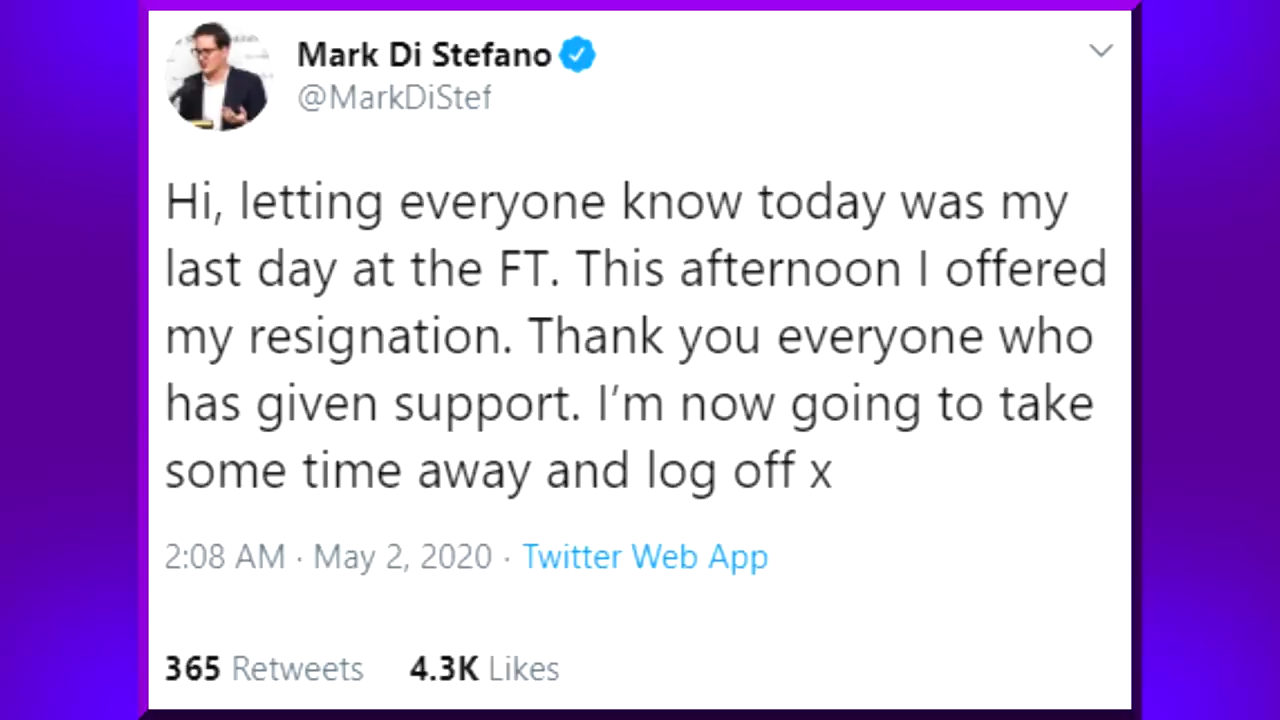 Mark Di Stefano
@MarkDiStef
Hi, letting everyone know today was my
last day at the FT. This afternoon I offered
my resignation. Thank you everyone who
has given support. I’m now going to take
some time away and log off x
2:08 AM · May 2, 2020 · Twitter Web App
365 Retweets 4.3K Likes